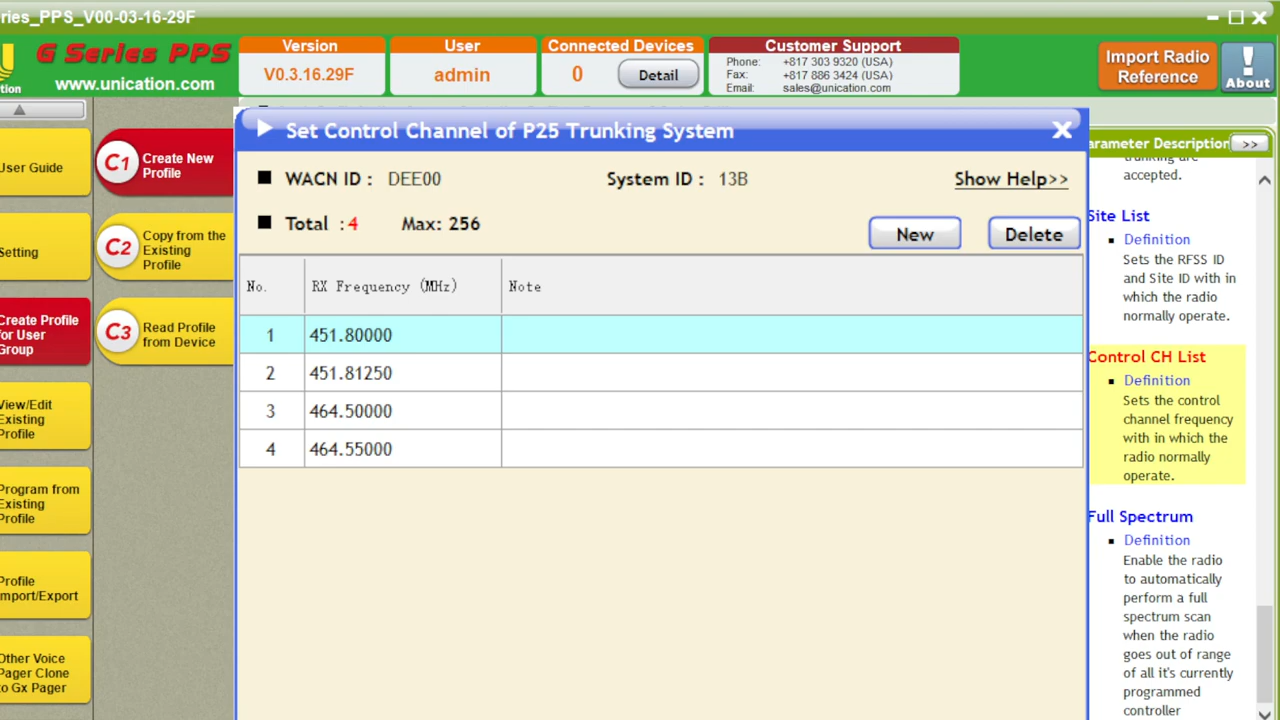 ries_PPS_V00-03-16-29F
G Series PPS
www.unication.com
Version
V0.3.16.29F
User
admin
Connected Devices
0
Detail
Customer Support
Phone: +817 303 9320 (USA)
Fax: +817 886 3424 (USA)
Email: sales@unication.com
Import Radio
Reference
About
User Guide
Setting
Create Profile
for User
Group
View/Edit
Existing
Profile
Program from
Existing
Profile
Profile
Import/Export
Other Voice
Pager Clone
to Gx Pager
C1 Create New
Profile
C2 Copy from the
Existing
Profile
C3 Read Profile
from Device
Set Control Channel of P25 Trunking System
WACN ID : DEE00
System ID : 13B
Show Help>>
Total :4 Max: 256
New
Delete
No. RX Frequency (MHz) Note
1 451.80000
2 451.81250
3 464.50000
4 464.55000
arameter Description >>
trunking are
accepted.
Site List
Definition
Sets the RFSS ID
and Site ID with in
which the radio
normally operate.
Control CH List
Definition
Sets the control
channel frequency
with in which the
radio normally
operate.
Full Spectrum
Definition
Enable the radio
to automatically
perform a full
spectrum scan
when the radio
goes out of range
of all it's currently
programmed
controller